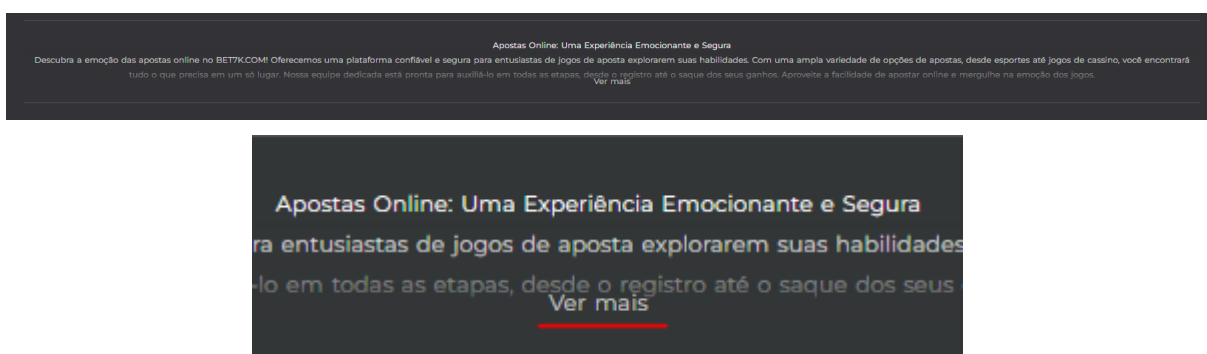 Apostas Online: Uma Experiência Emocionante e Segura
Descubra a emoção das apostas online no BET7K.COM! Oferecemos uma plataforma confiável e segura para entusiastas de jogos de aposta explorarem suas habilidades. Com uma ampla variedade de opções de apostas, desde esportes até jogos de cassino, você encontrará
tudo o que precisa em um só lugar. Nossa equipe dedicada está pronta para auxiliá-lo em todas as etapas, desde o registro até o saque dos seus ganhos. Aproveite a facilidade de apostar online e mergulhe na emoção dos jogos.
Ver mais
Apostas Online: Uma Experiência Emocionante e Segura
ra entusiastas de jogos de aposta explorarem suas habilidades
-lo em todas as etapas, desde o registro até o saque dos seus
Ver mais